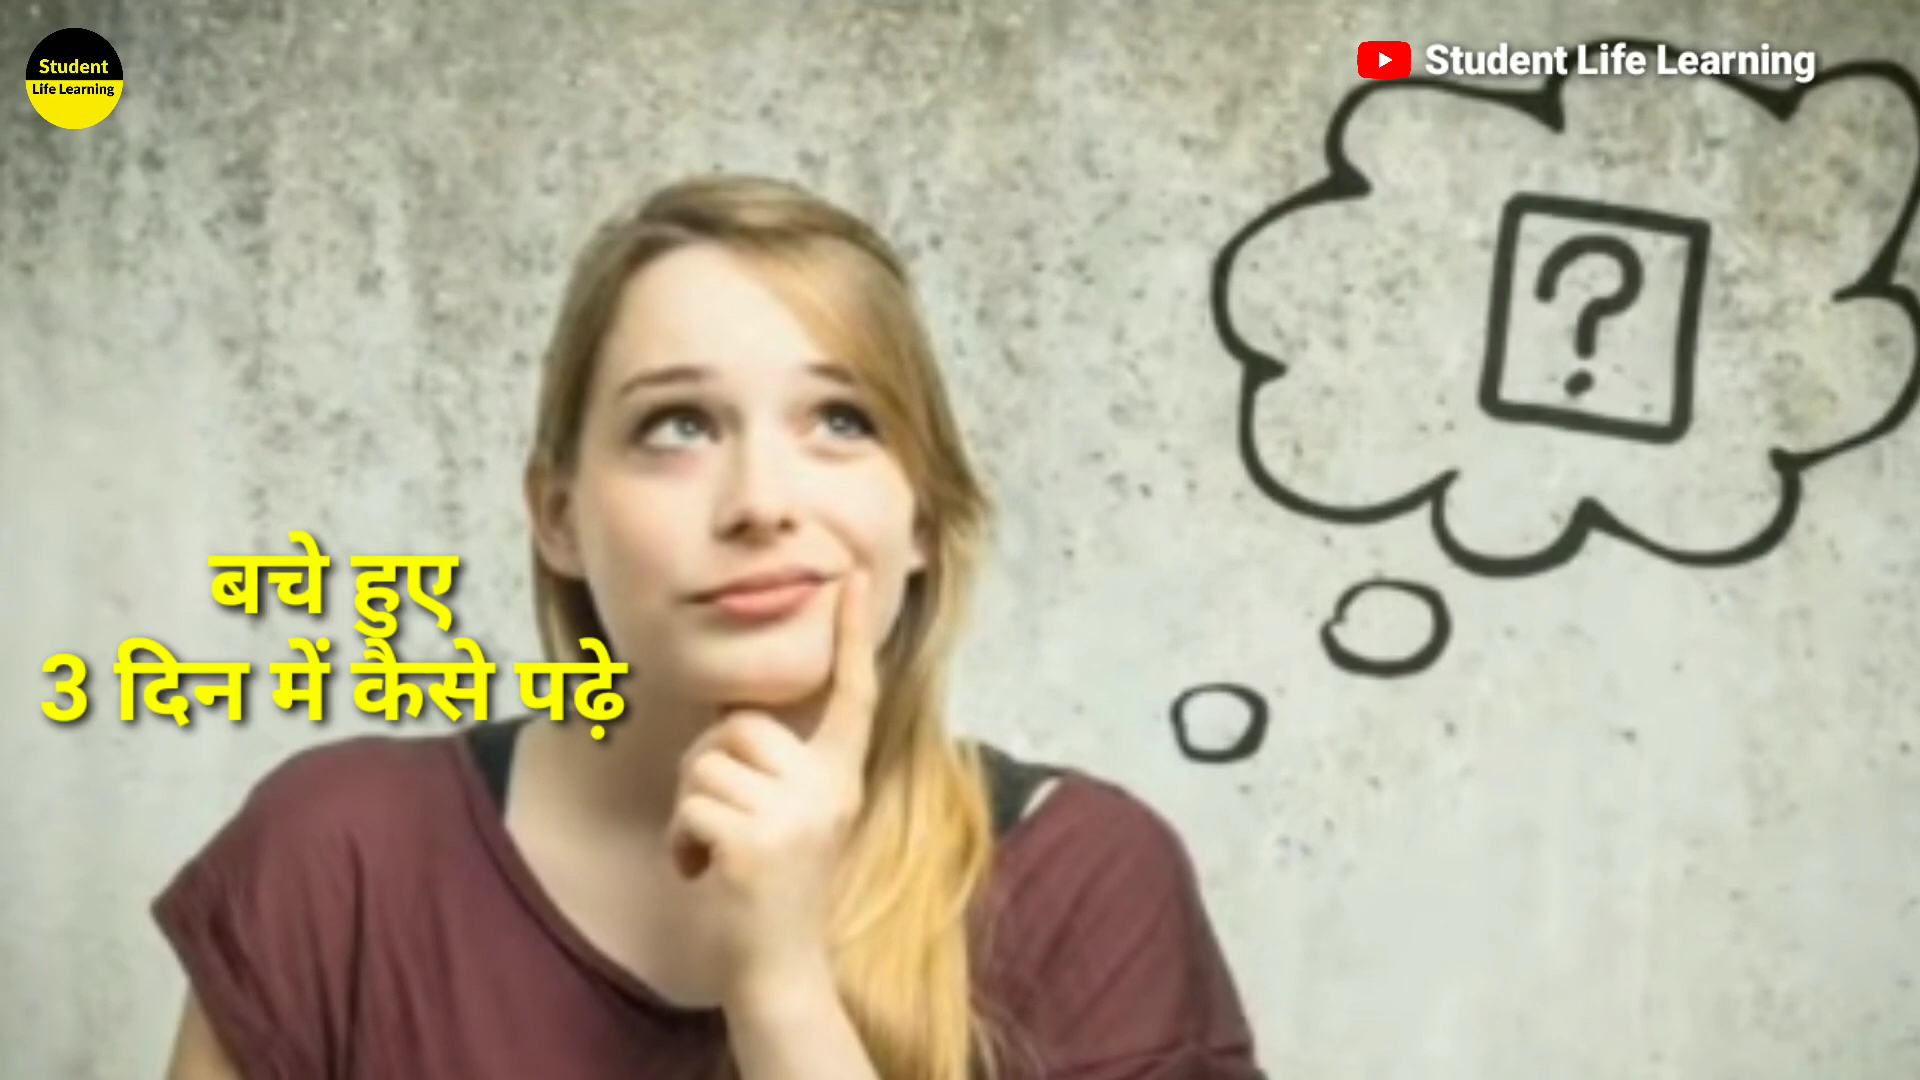 Student
Life Learning
Student Life Learning
?
बचे हुए
3 दिन में कैसे पढ़े